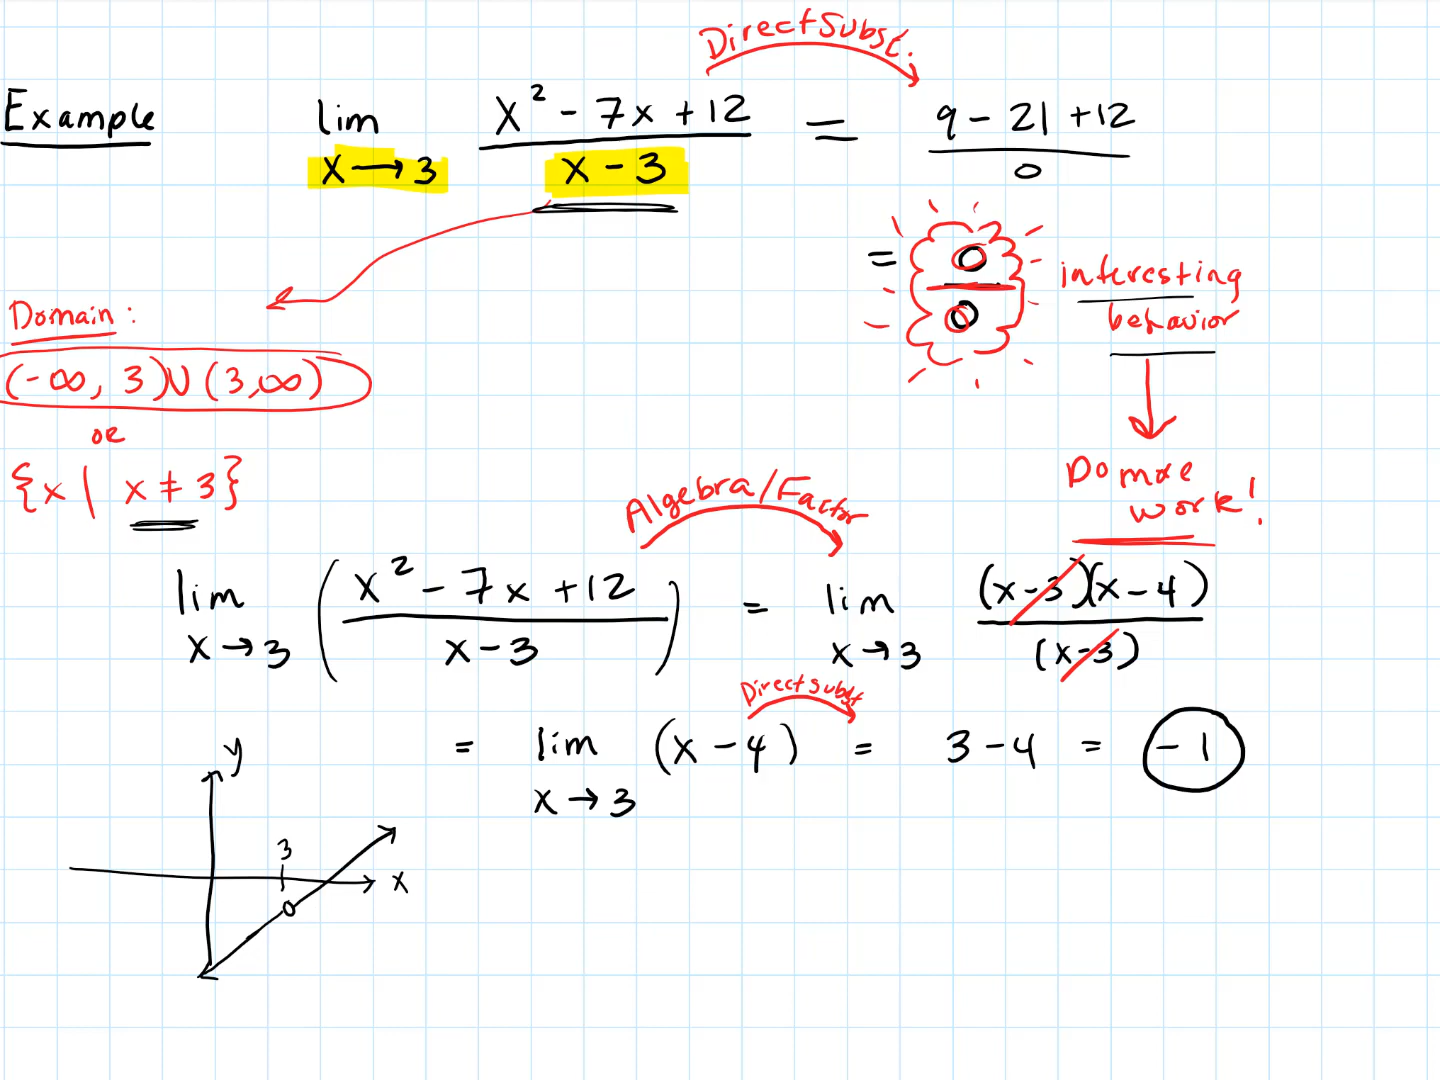 Direct Subst.
Example lim x→3 (x² - 7x + 12)/(x - 3) = (9 - 21 + 12)/0
= 0/0 interesting
behavior
Domain:
(-∞, 3)∪(3,∞)
or
{x | x ≠ 3}
Do more
work!
Algebra/Factor
lim x→3 ((x² - 7x + 12)/(x - 3)) = lim x→3 ((x-3)(x-4))/((x-3))
Direct subst
= lim x→3 (x - 4) = 3 - 4 = -1
y
3
x